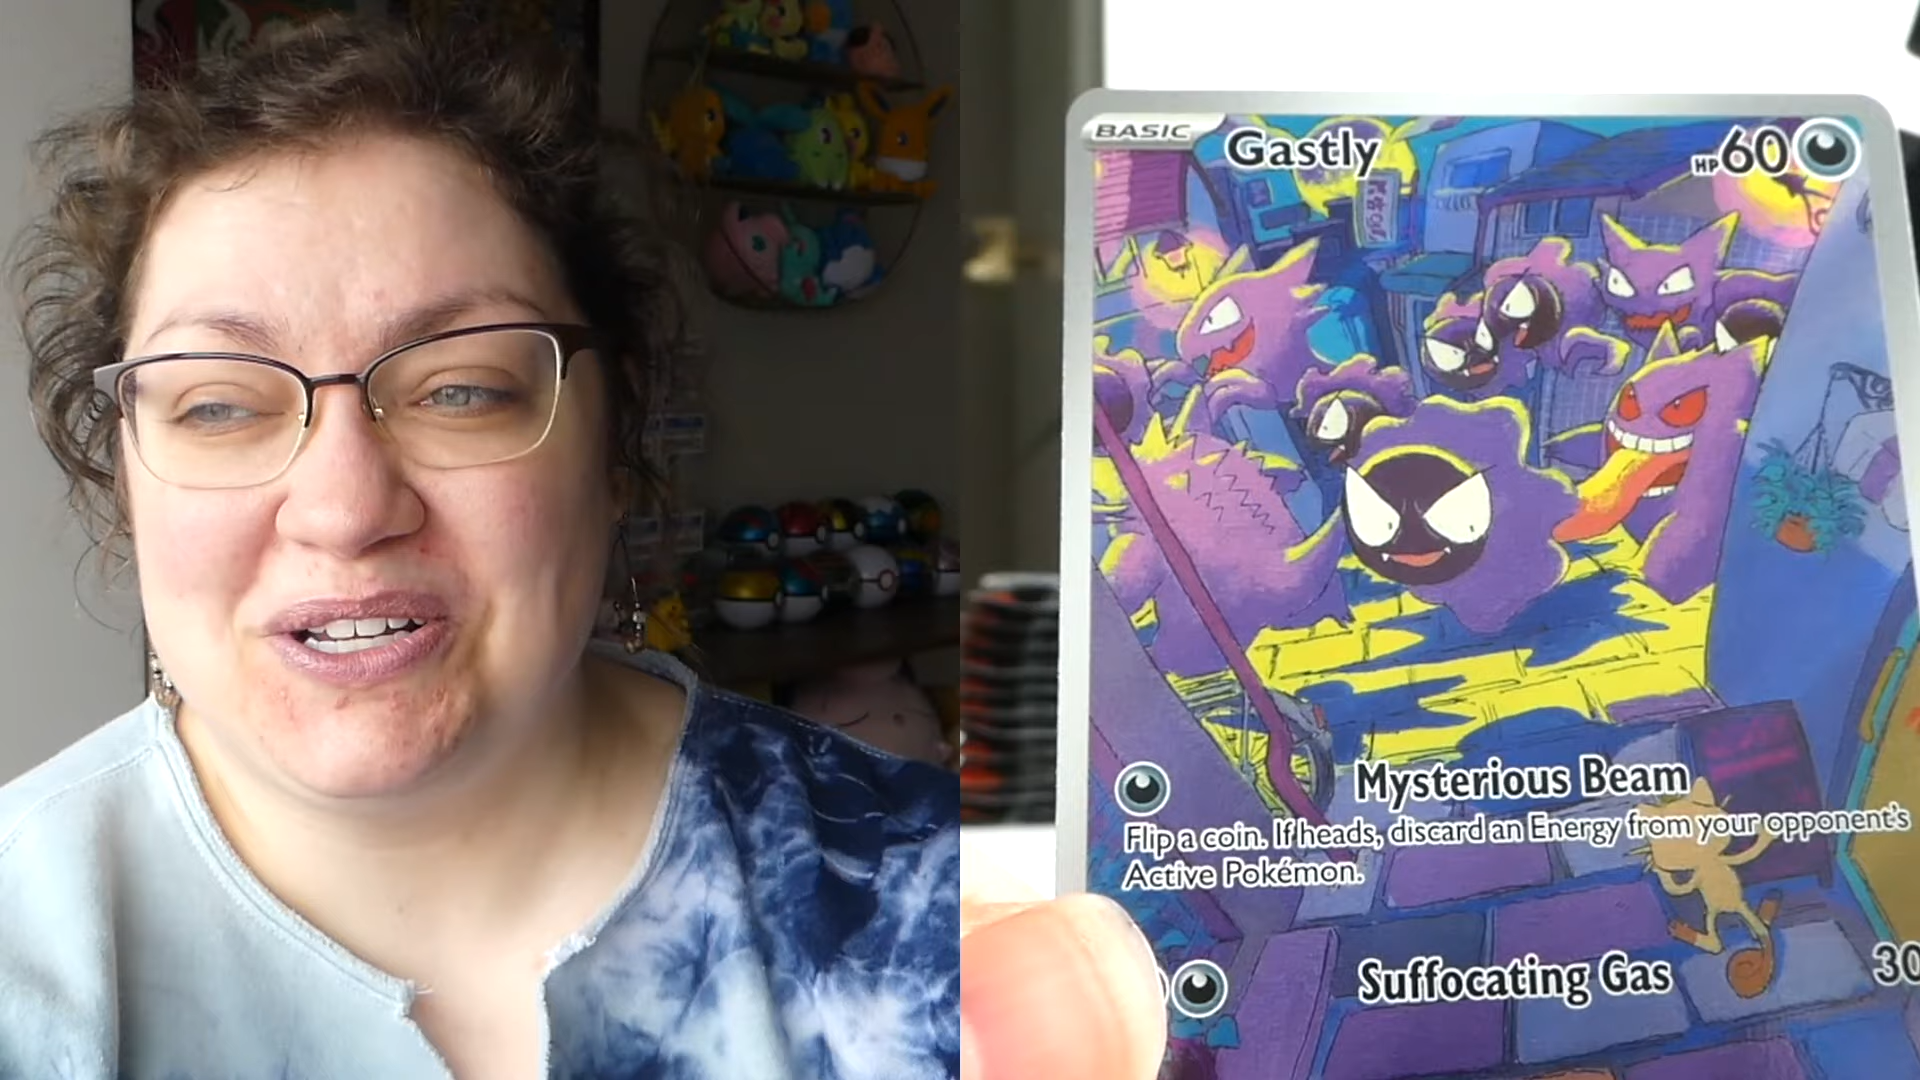 BASIC Gastly HP60
Mysterious Beam
Flip a coin. If heads, discard an Energy from your opponent's
Active Pokémon.
Suffocating Gas 30